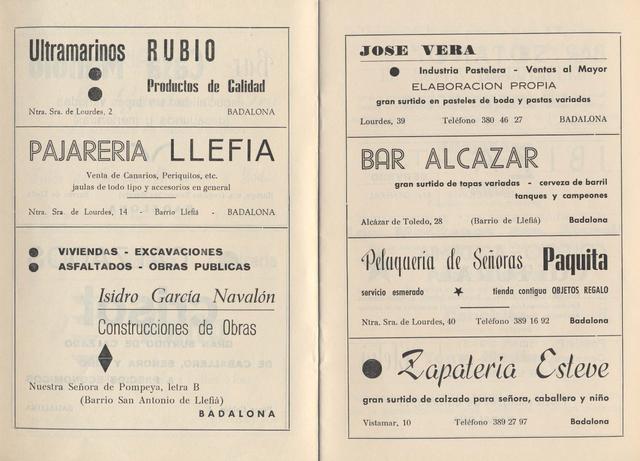 Ultramarinos RUBIO
Productos de Calidad
Ntra. Sra. de Lourdes, 2 BADALONA
PAJARERIA LLEFIA
Venta de Canarios, Periquitos, etc.
jaulas de todo tipo y accesorios en general
Ntra. Sra. de Lourdes, 14 - Barrio Llefiá - BADALONA
VIVIENDAS - EXCAVACIONES
ASFALTADOS - OBRAS PUBLICAS
Isidro García Navalón
Construcciones de Obras
Nuestra Señora de Pompeya, letra B
(Barrio San Antonio de Llefiá)
BADALONA
JOSE VERA
Industria Pastelera - Ventas al Mayor
ELABORACION PROPIA
gran surtido en pasteles de boda y pastas variadas
Lourdes, 39 Teléfono 380 46 27 BADALONA
BAR ALCAZAR
gran surtido de tapas variadas - cerveza de barril
tanques y campeones
Alcázar de Toledo, 28 (Barrio de Llefiá) Badalona
Peluquería de Señoras Paquita
servicio esmerado tienda contigua OBJETOS REGALO
Ntra. Sra. de Lourdes, 40 Teléfono 389 16 92 Badalona
Zapatería Esteve
gran surtido de calzado para señora, caballero y niño
Vistamar, 10 Teléfono 389 27 97 Badalona